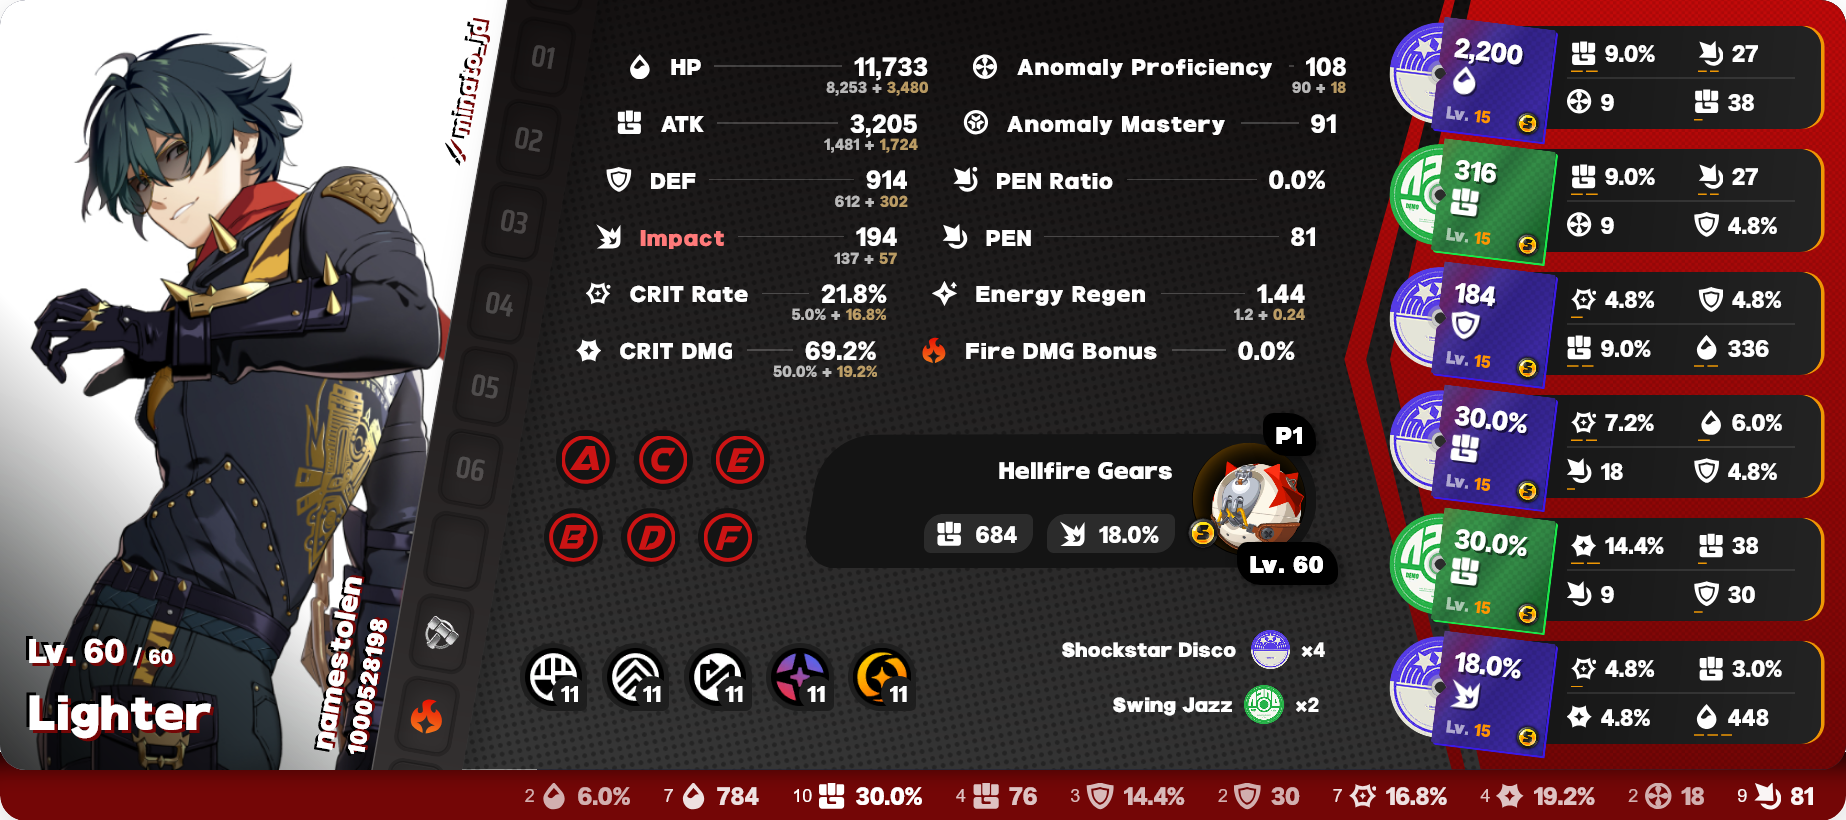 //minato_jd
01
02
03
04
05
06
Lv. 60 / 60
Lighter
namestolen
1000528198
HP 11,733
8,253 + 3,480
ATK 3,205
1,481 + 1,724
DEF 914
612 + 302
Impact 194
137 + 57
CRIT Rate 21.8%
5.0% + 16.8%
CRIT DMG 69.2%
50.0% + 19.2%
Anomaly Proficiency 108
90 + 18
Anomaly Mastery 91
PEN Ratio 0.0%
PEN 81
Energy Regen 1.44
1.2 + 0.24
Fire DMG Bonus 0.0%
A C E
B D F
P1
Hellfire Gears
684 18.0%
S
Lv. 60
11 11 11 11 11
Shockstar Disco ×4
Swing Jazz ×2
2,200
Lv. 15 S
9.0% 27
9 38
316
DEMO
Lv. 15 S
9.0% 27
9 4.8%
184
Lv. 15 S
4.8% 4.8%
9.0% 336
30.0%
Lv. 15 S
7.2% 6.0%
18 4.8%
30.0%
DEMO
Lv. 15 S
14.4% 38
9 30
18.0%
Lv. 15 S
4.8% 3.0%
4.8% 448
2 6.0% 7 784 10 30.0% 4 76 3 14.4% 2 30 7 16.8% 4 19.2% 2 18 9 81